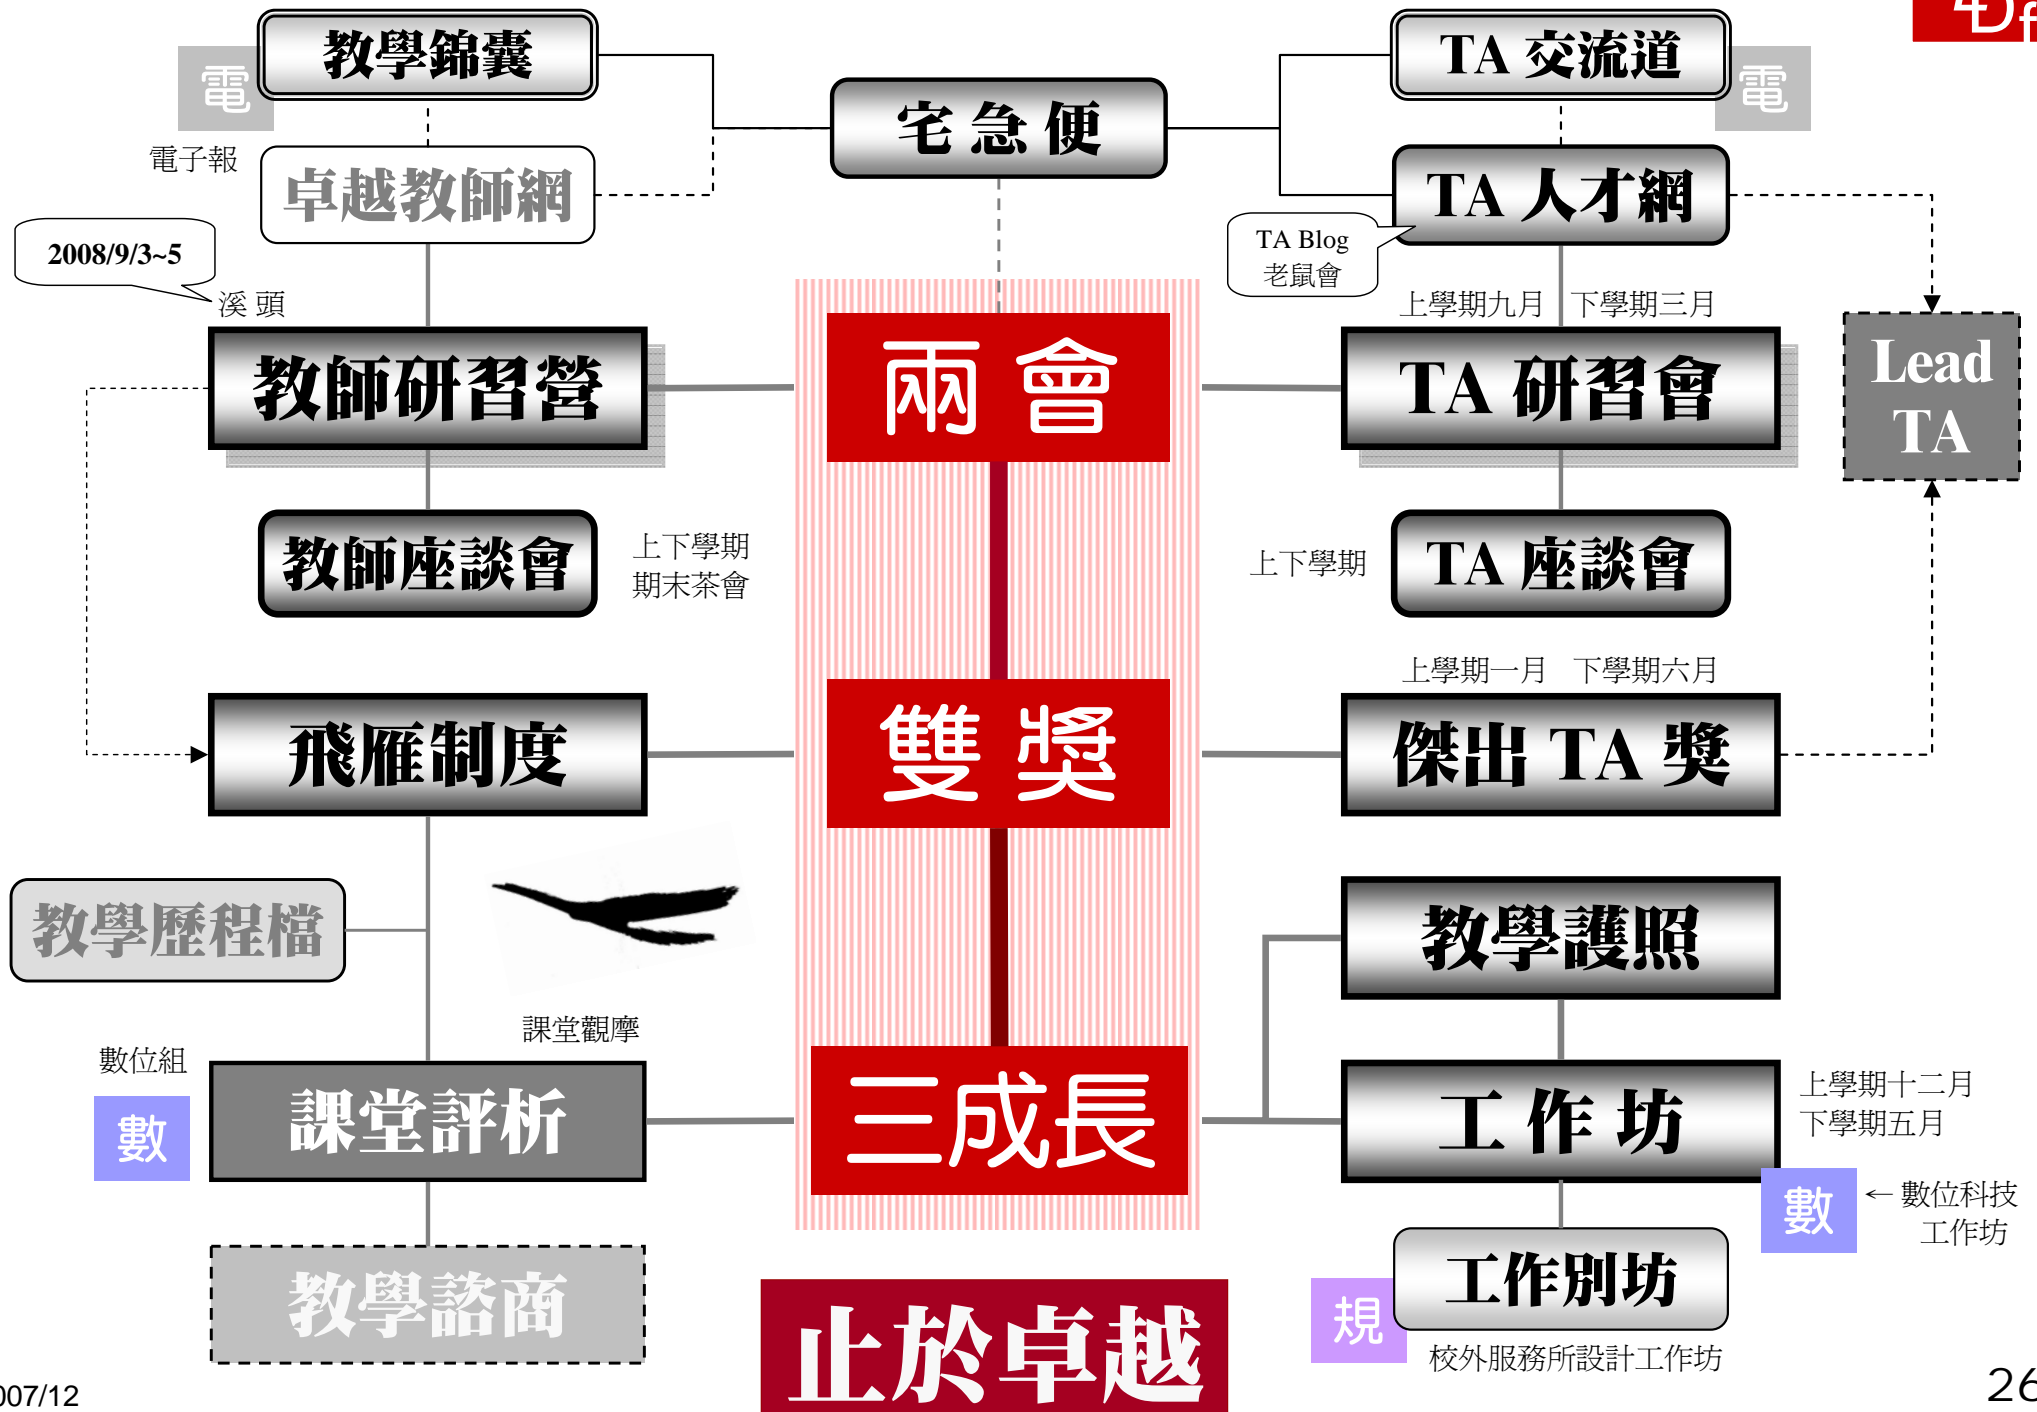 4Df
教學錦囊
電
電子報
卓越教師網
宅急便
TA 交流道
電
TA 人才網
TA Blog
老鼠會
2008/9/3~5
溪頭
教師研習營
兩會
上學期九月 下學期三月
TA 研習會
Lead
TA
教師座談會
上下學期
期末茶會
上下學期
TA 座談會
飛雁制度
雙獎
上學期一月 下學期六月
傑出 TA 獎
教學歷程檔
教學護照
課堂觀摩
數位組
數
課堂評析
三成長
工作坊
上學期十二月
下學期五月
數
← 數位科技
工作坊
教學諮商
工作別坊
規
校外服務所設計工作坊
止於卓越
007/12
26